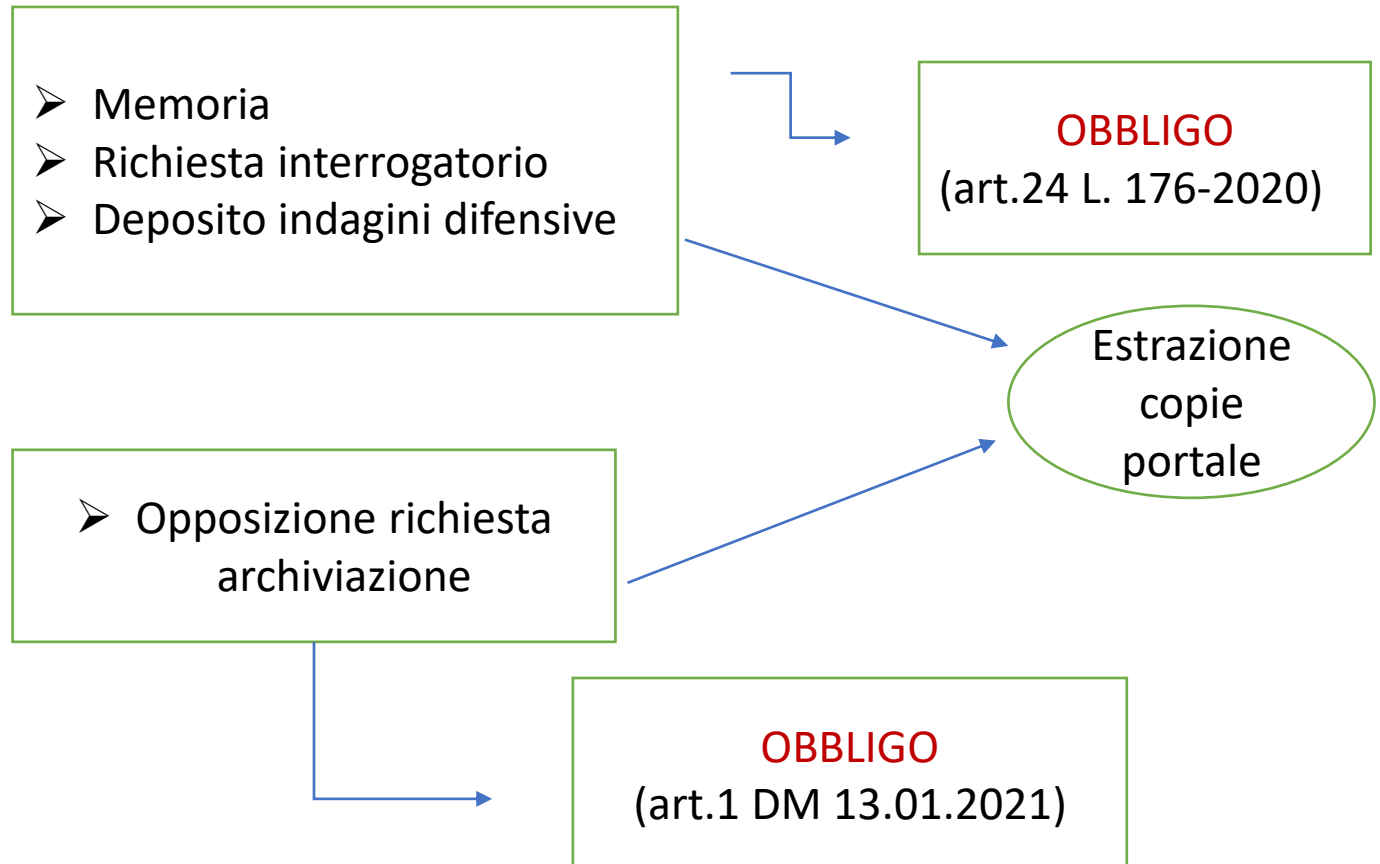 ➢ Memoria
➢ Richiesta interrogatorio
➢ Deposito indagini difensive
OBBLIGO
(art.24 L. 176-2020)
Estrazione
copie
portale
➢ Opposizione richiesta
archiviazione
OBBLIGO
(art.1 DM 13.01.2021)